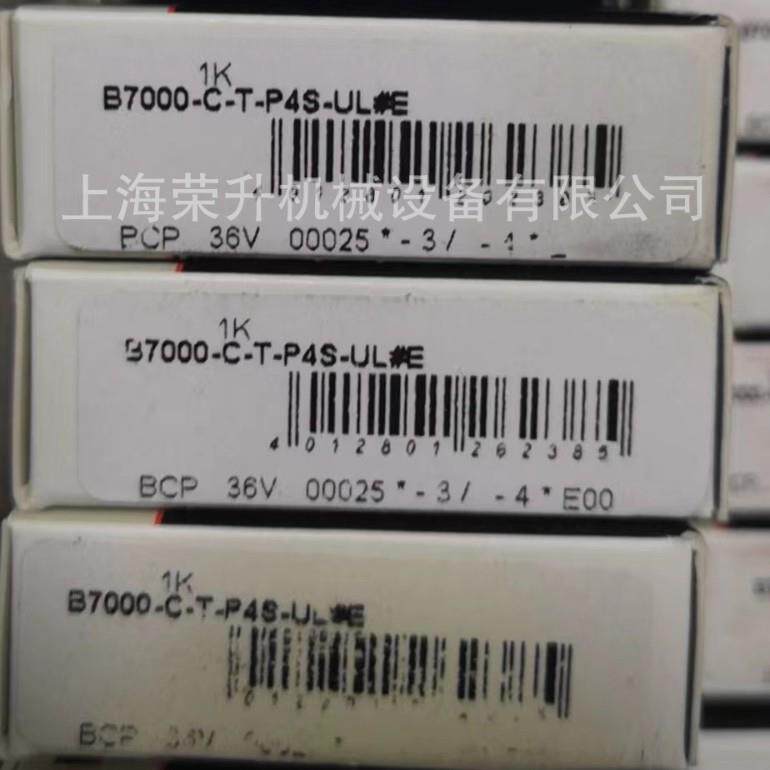 1K
B7000-C-T-P4S-UL#E
上海荣升机械设备有限公司
PCP 36V 00025*-3/ -4*
1K
B7000-C-T-P4S-UL#E
4 012801 262385
BCP 36V 00025*-3/ -4*E00
1K
B7000-C-T-P4S-UL#E
BCP 36V